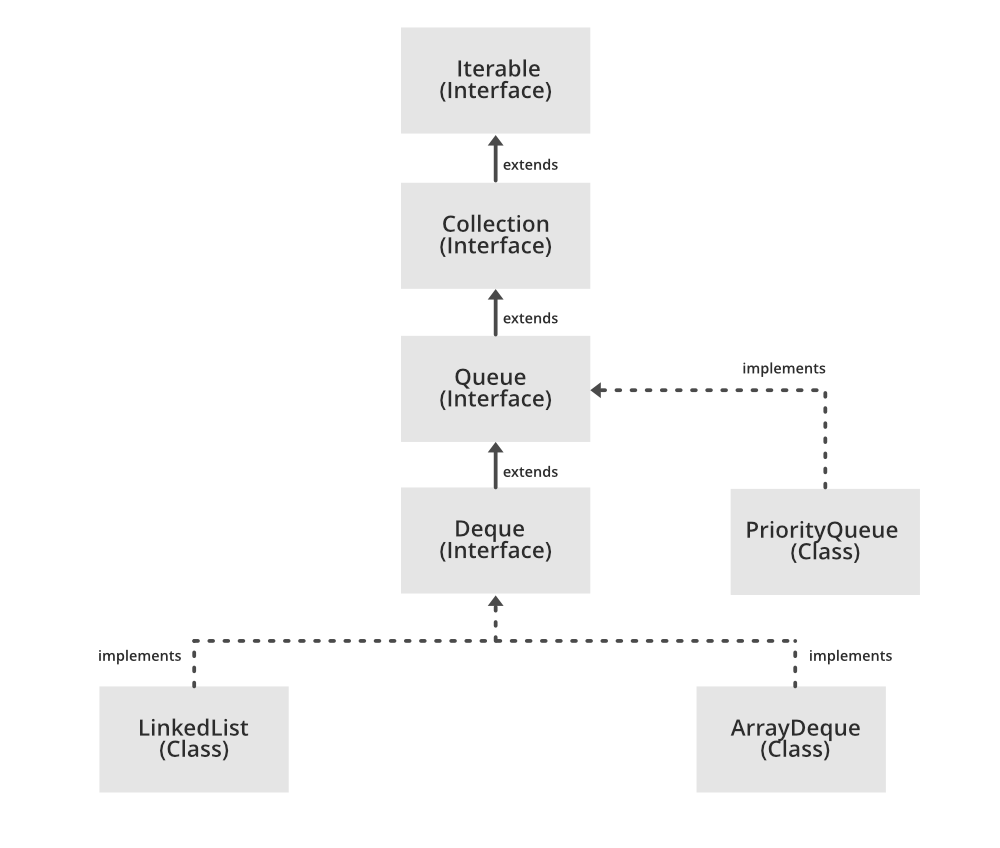 Iterable
(Interface)
extends
Collection
(Interface)
extends
Queue
(Interface)
implements
extends
Deque
(Interface)
PriorityQueue
(Class)
implements
implements
LinkedList
(Class)
ArrayDeque
(Class)